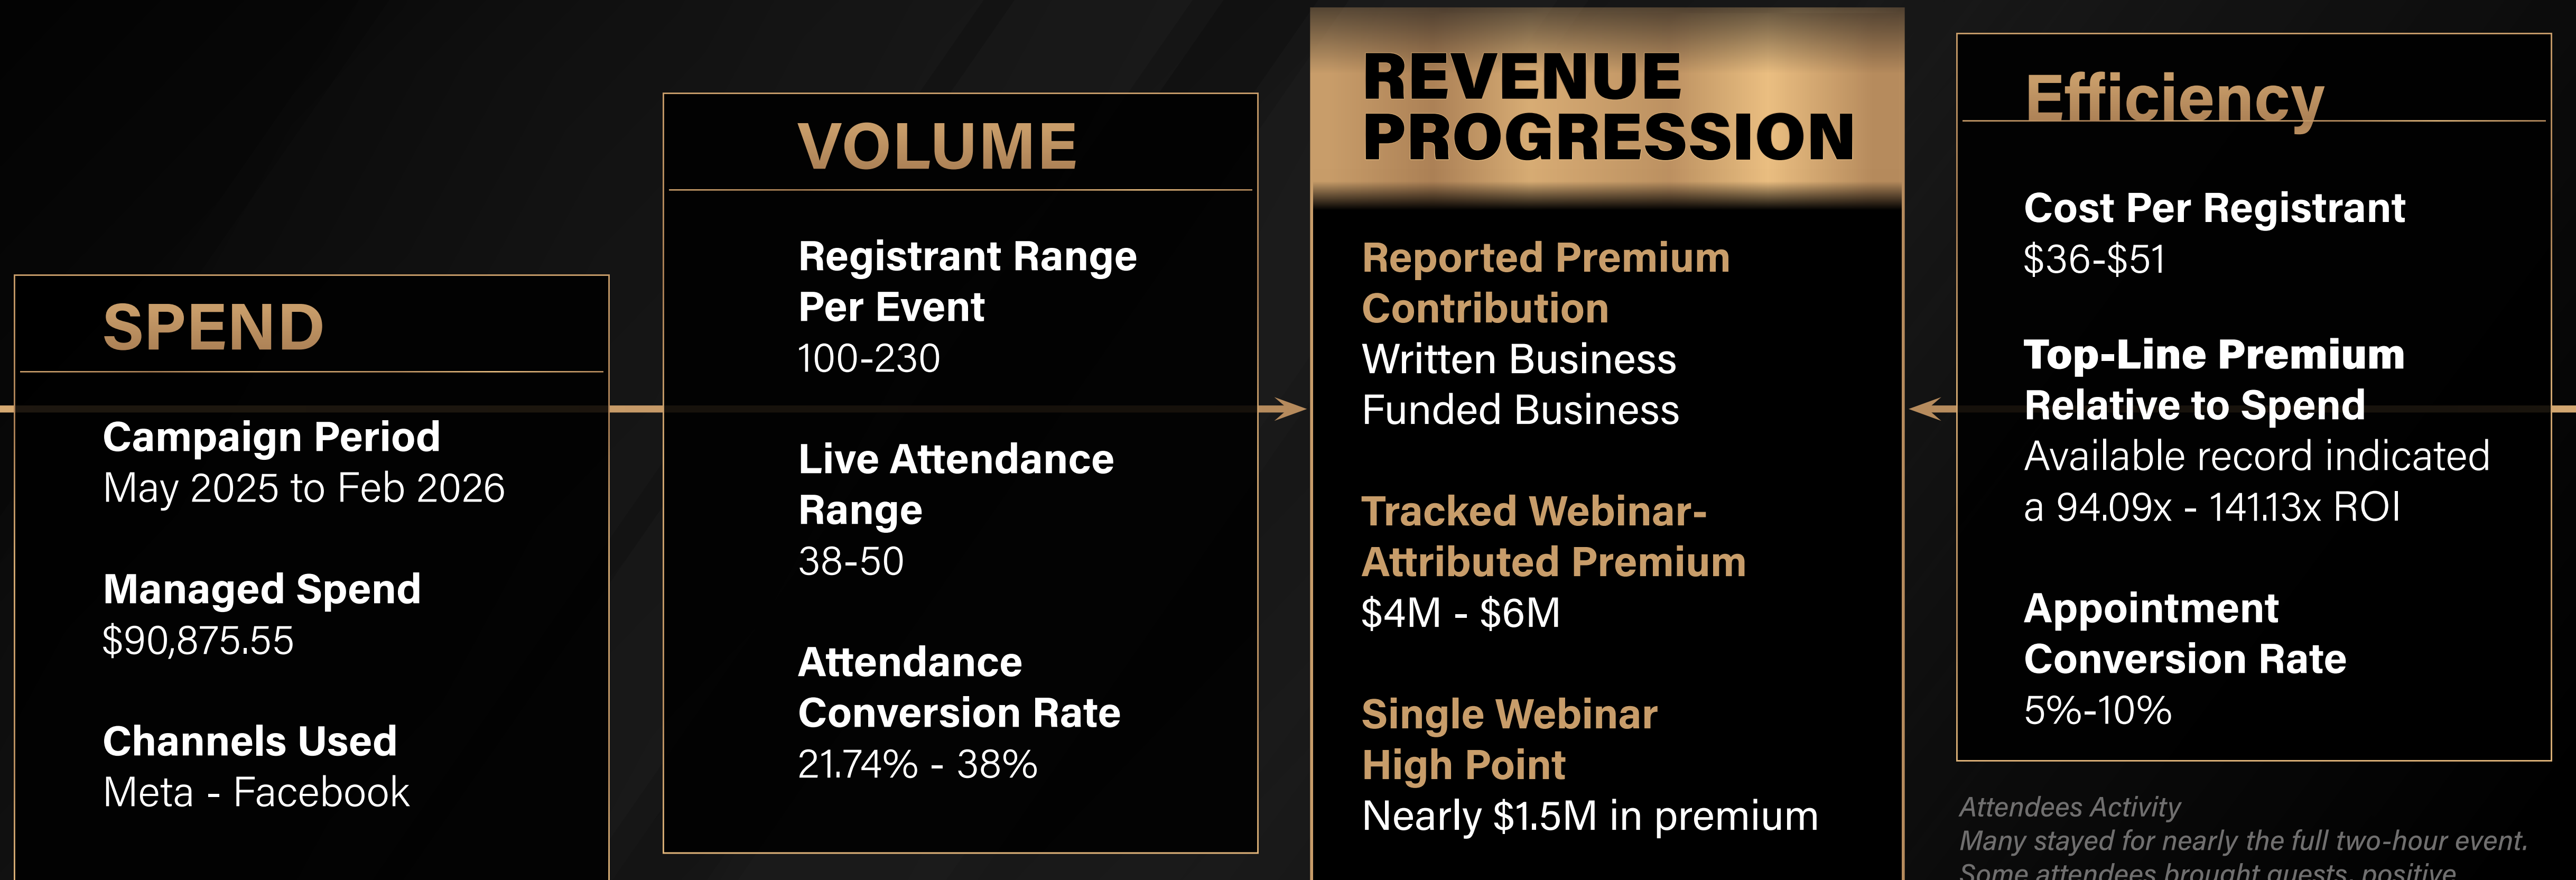 SPEND
Campaign Period
May 2025 to Feb 2026
Managed Spend
$90,875.55
Channels Used
Meta - Facebook
VOLUME
Registrant Range
Per Event
100-230
Live Attendance
Range
38-50
Attendance
Conversion Rate
21.74% - 38%
REVENUE
PROGRESSION
Reported Premium
Contribution
Written Business
Funded Business
Tracked Webinar-
Attributed Premium
$4M - $6M
Single Webinar
High Point
Nearly $1.5M in premium
Efficiency
Cost Per Registrant
$36-$51
Top-Line Premium
Relative to Spend
Available record indicated
a 94.09x - 141.13x ROI
Appointment
Conversion Rate
5%-10%
Attendees Activity
Many stayed for nearly the full two-hour event.
Some attendees brought guests, positive